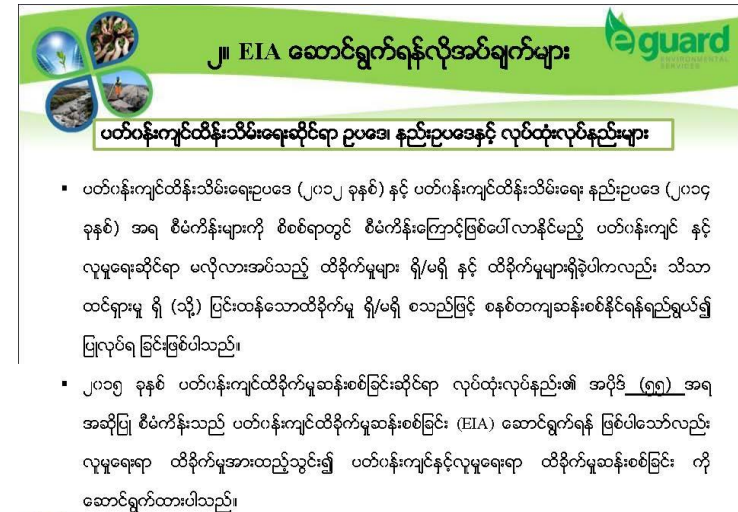 ၂။ EIA ဆောင်ရွက်ရန်လိုအပ်ချက်များ
eguard
ENVIRONMENTAL
SERVICES
ပတ်ဝန်းကျင်ထိန်းသိမ်းရေးဆိုင်ရာ ဥပဒေ၊ နည်းဥပဒေနှင့် လုပ်ထုံးလုပ်နည်းများ
▪ ပတ်ဝန်းကျင်ထိန်းသိမ်းရေးဥပဒေ (၂၀၁၂ ခုနှစ်) နှင့် ပတ်ဝန်းကျင်ထိန်းသိမ်းရေး နည်းဥပဒေ (၂၀၁၄
ခုနှစ်) အရ စီမံကိန်းများကို စိစစ်ရာတွင် စီမံကိန်းကြောင့်ဖြစ်ပေါ်လာနိုင်မည့် ပတ်ဝန်းကျင် နှင့်
လူမှုရေးဆိုင်ရာ မလိုလားအပ်သည့် ထိခိုက်မှုများ ရှိ/မရှိ နှင့် ထိခိုက်မှုများရှိခဲ့ပါကလည်း သိသာ
ထင်ရှားမှု ရှိ (သို့) ပြင်းထန်သောထိခိုက်မှု ရှိ/မရှိ စသည်ဖြင့် စနစ်တကျဆန်းစစ်နိုင်ရန်ရည်ရွယ်၍
ပြုလုပ်ရ ခြင်းဖြစ်ပါသည်။
▪ ၂၀၁၅ ခုနှစ် ပတ်ဝန်းကျင်ထိခိုက်မှုဆန်းစစ်ခြင်းဆိုင်ရာ လုပ်ထုံးလုပ်နည်း၏ အပိုဒ် (၅၅) အရ
အဆိုပြု စီမံကိန်းသည် ပတ်ဝန်းကျင်ထိခိုက်မှုဆန်းစစ်ခြင်း (EIA) ဆောင်ရွက်ရန် ဖြစ်ပါသော်လည်း
လူမှုရေးရာ ထိခိုက်မှုအားထည့်သွင်း၍ ပတ်ဝန်းကျင်နှင့်လူမှုရေးရာ ထိခိုက်မှုဆန်းစစ်ခြင်း ကို
ဆောင်ရွက်ထားပါသည်။